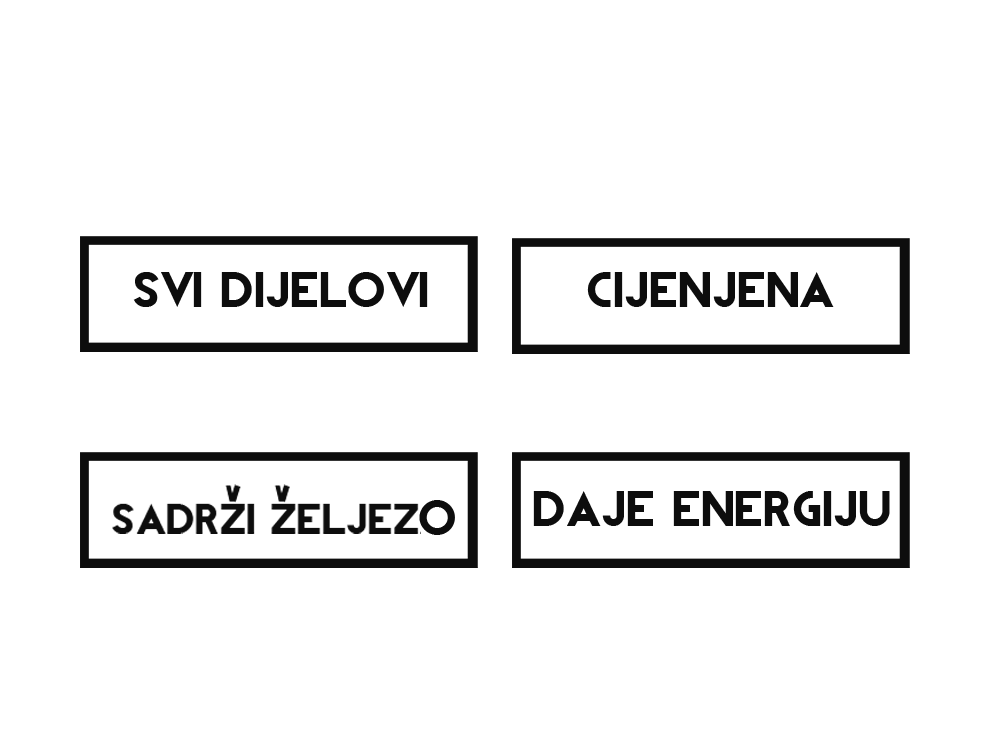 SVI DIJELOVI
CIJENJENA
SADRŽI ŽELJEZO
DAJE ENERGIJU